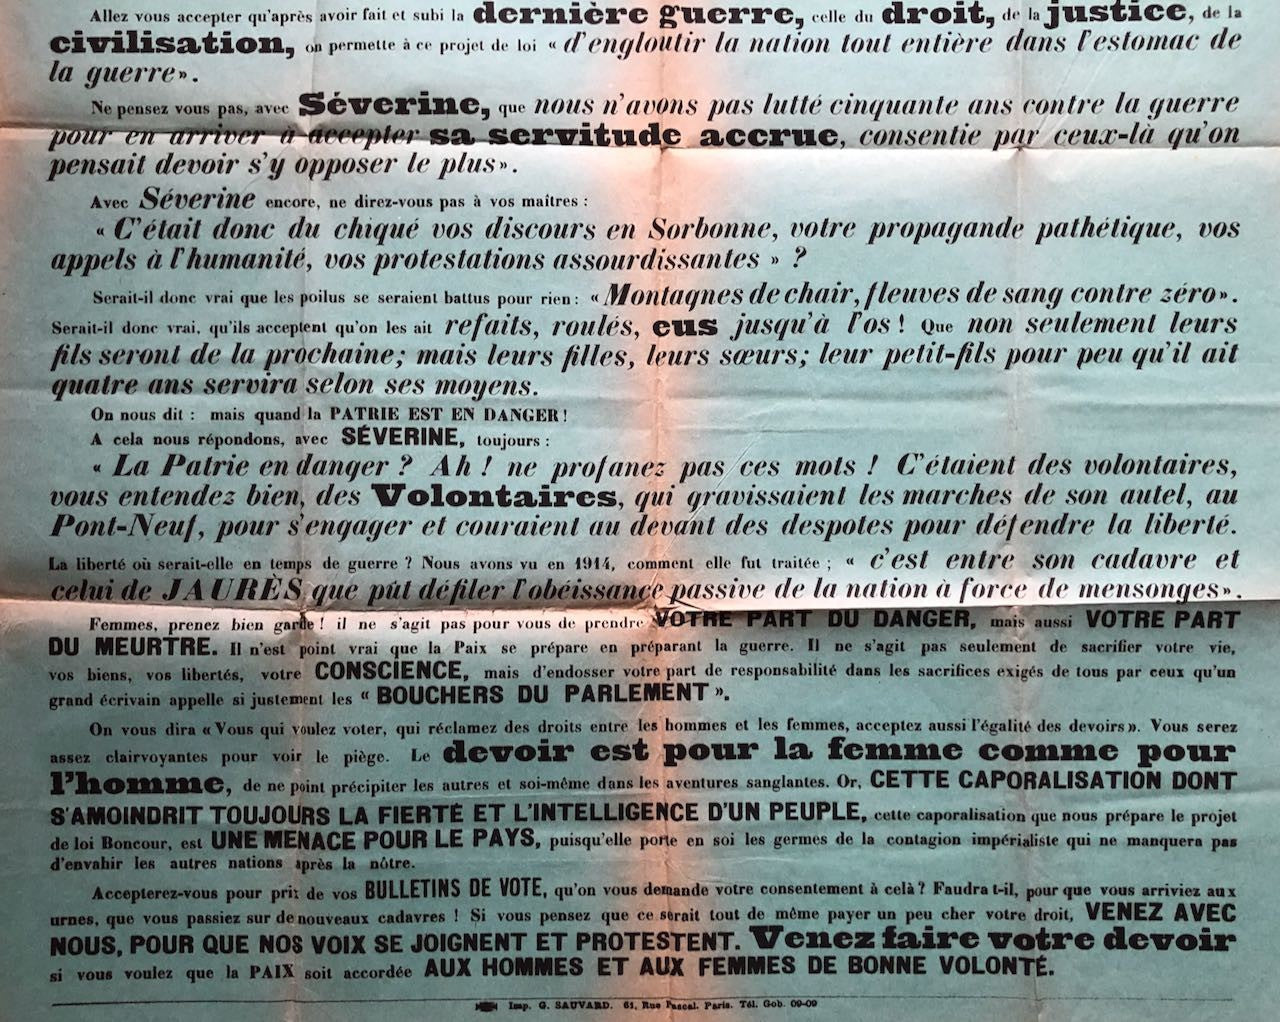 Allez vous accepter qu'après avoir fait et subi la dernière guerre, celle du droit, de la justice, de la
civilisation, on permette à ce projet de loi « d'engloutir la nation tout entière dans l'estomac de
la guerre».
Ne pensez vous pas, avec Séverine, que nous n'avons pas lutté cinquante ans contre la guerre
pour en arriver à accepter sa servitude accrue, consentie par ceux-là qu'on
pensait devoir s'y opposer le plus».
Avec Séverine encore, ne direz-vous pas à vos maîtres :
« C'était donc du chiqué vos discours en Sorbonne, votre propagande pathétique, vos
appels à l'humanité, vos protestations assourdissantes » ?
Serait-il donc vrai que les poilus se seraient battus pour rien : « Montagnes de chair, fleuves de sang contre zéro».
Serait-il donc vrai, qu'ils acceptent qu'on les ait refaits, roulés, eus jusqu'à l'os ! Que non seulement leurs
fils seront de la prochaine; mais leurs filles, leurs sœurs; leur petit-fils pour peu qu'il ait
quatre ans servira selon ses moyens.
On nous dit : mais quand la PATRIE EST EN DANGER !
A cela nous répondons, avec SÉVERINE, toujours :
« La Patrie en danger ? Ah ! ne profanez pas ces mots ! C'étaient des volontaires,
vous entendez bien, des Volontaires, qui gravissaient les marches de son autel, au
Pont-Neuf, pour s'engager et couraient au devant des despotes pour défendre la liberté.
La liberté où serait-elle en temps de guerre ? Nous avons vu en 1914, comment elle fut traitée ; « c'est entre son cadavre et
celui de JAURÈS que pût défiler l'obéissance passive de la nation à force de mensonges».
Femmes, prenez bien garde ! il ne s'agit pas pour vous de prendre VOTRE PART DU DANGER, mais aussi VOTRE PART
DU MEURTRE. Il n'est point vrai que la Paix se prépare en préparant la guerre. Il ne s'agit pas seulement de sacrifier votre vie,
vos biens, vos libertés, votre CONSCIENCE, mais d'endosser votre part de responsabilité dans les sacrifices exigés de tous par ceux qu'un
grand écrivain appelle si justement les « BOUCHERS DU PARLEMENT ».
On vous dira « Vous qui voulez voter, qui réclamez des droits entre les hommes et les femmes, acceptez aussi l'égalité des devoirs». Vous serez
assez clairvoyantes pour voir le piège. Le devoir est pour la femme comme pour
l'homme, de ne point précipiter les autres et soi-même dans les aventures sanglantes. Or, CETTE CAPORALISATION DONT
S'AMOINDRIT TOUJOURS LA FIERTÉ ET L'INTELLIGENCE D'UN PEUPLE, cette caporalisation que nous prépare le projet
de loi Boncour, est UNE MENACE POUR LE PAYS, puisqu'elle porte en soi les germes de la contagion impérialiste qui ne manquera pas
d'envahir les autres nations après la nôtre.
Accepterez-vous pour prix de vos BULLETINS DE VOTE, qu'on vous demande votre consentement à celà ? Faudra t-il, pour que vous arriviez aux
urnes, que vous passiez sur de nouveaux cadavres ! Si vous pensez que ce serait tout de même payer un peu cher votre droit, VENEZ AVEC
NOUS, POUR QUE NOS VOIX SE JOIGNENT ET PROTESTENT. Venez faire votre devoir
si vous voulez que la PAIX soit accordée AUX HOMMES ET AUX FEMMES DE BONNE VOLONTÉ.
Imp. G. SAUVARD. 61, Rue Pascal. Paris. Tél. Gob. 09-09